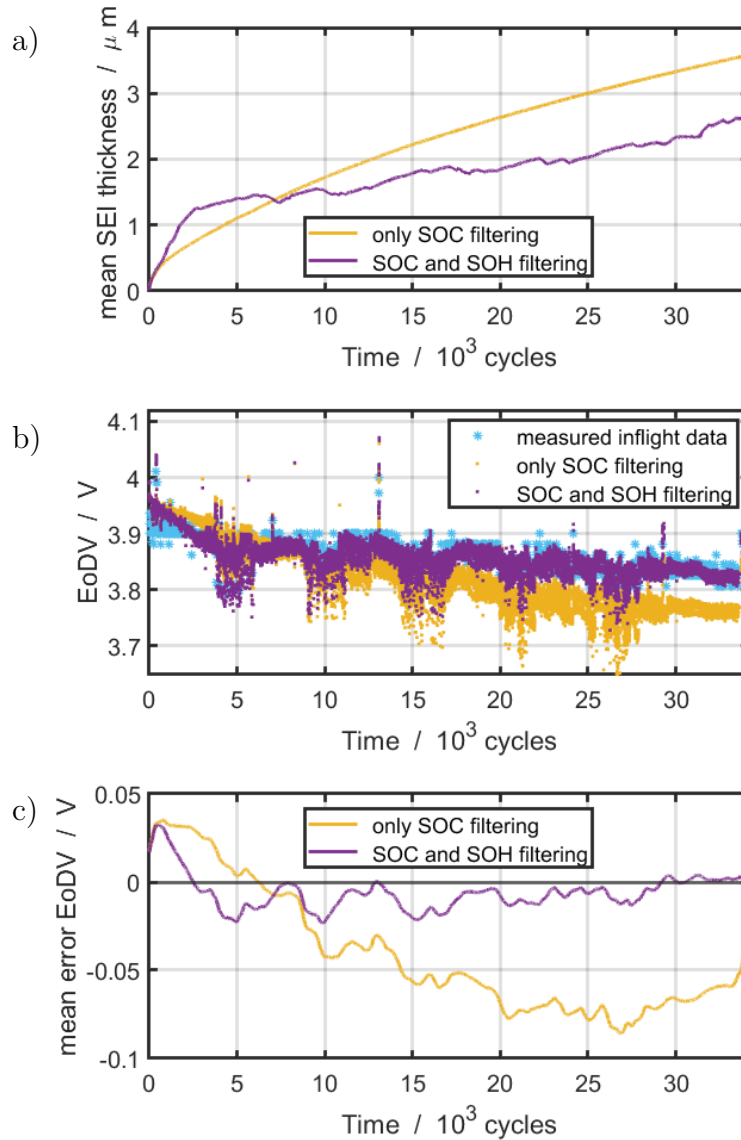 a)
mean SEI thickness / μ m
4
3
2
1
0
only SOC filtering
SOC and SOH filtering
0 5 10 15 20 25 30
Time / 10³ cycles
b)
EoDV / V
4.1
4
3.9
3.8
3.7
measured inflight data
only SOC filtering
SOC and SOH filtering
0 5 10 15 20 25 30
Time / 10³ cycles
c)
mean error EoDV / V
0.05
0
-0.05
-0.1
only SOC filtering
SOC and SOH filtering
0 5 10 15 20 25 30
Time / 10³ cycles